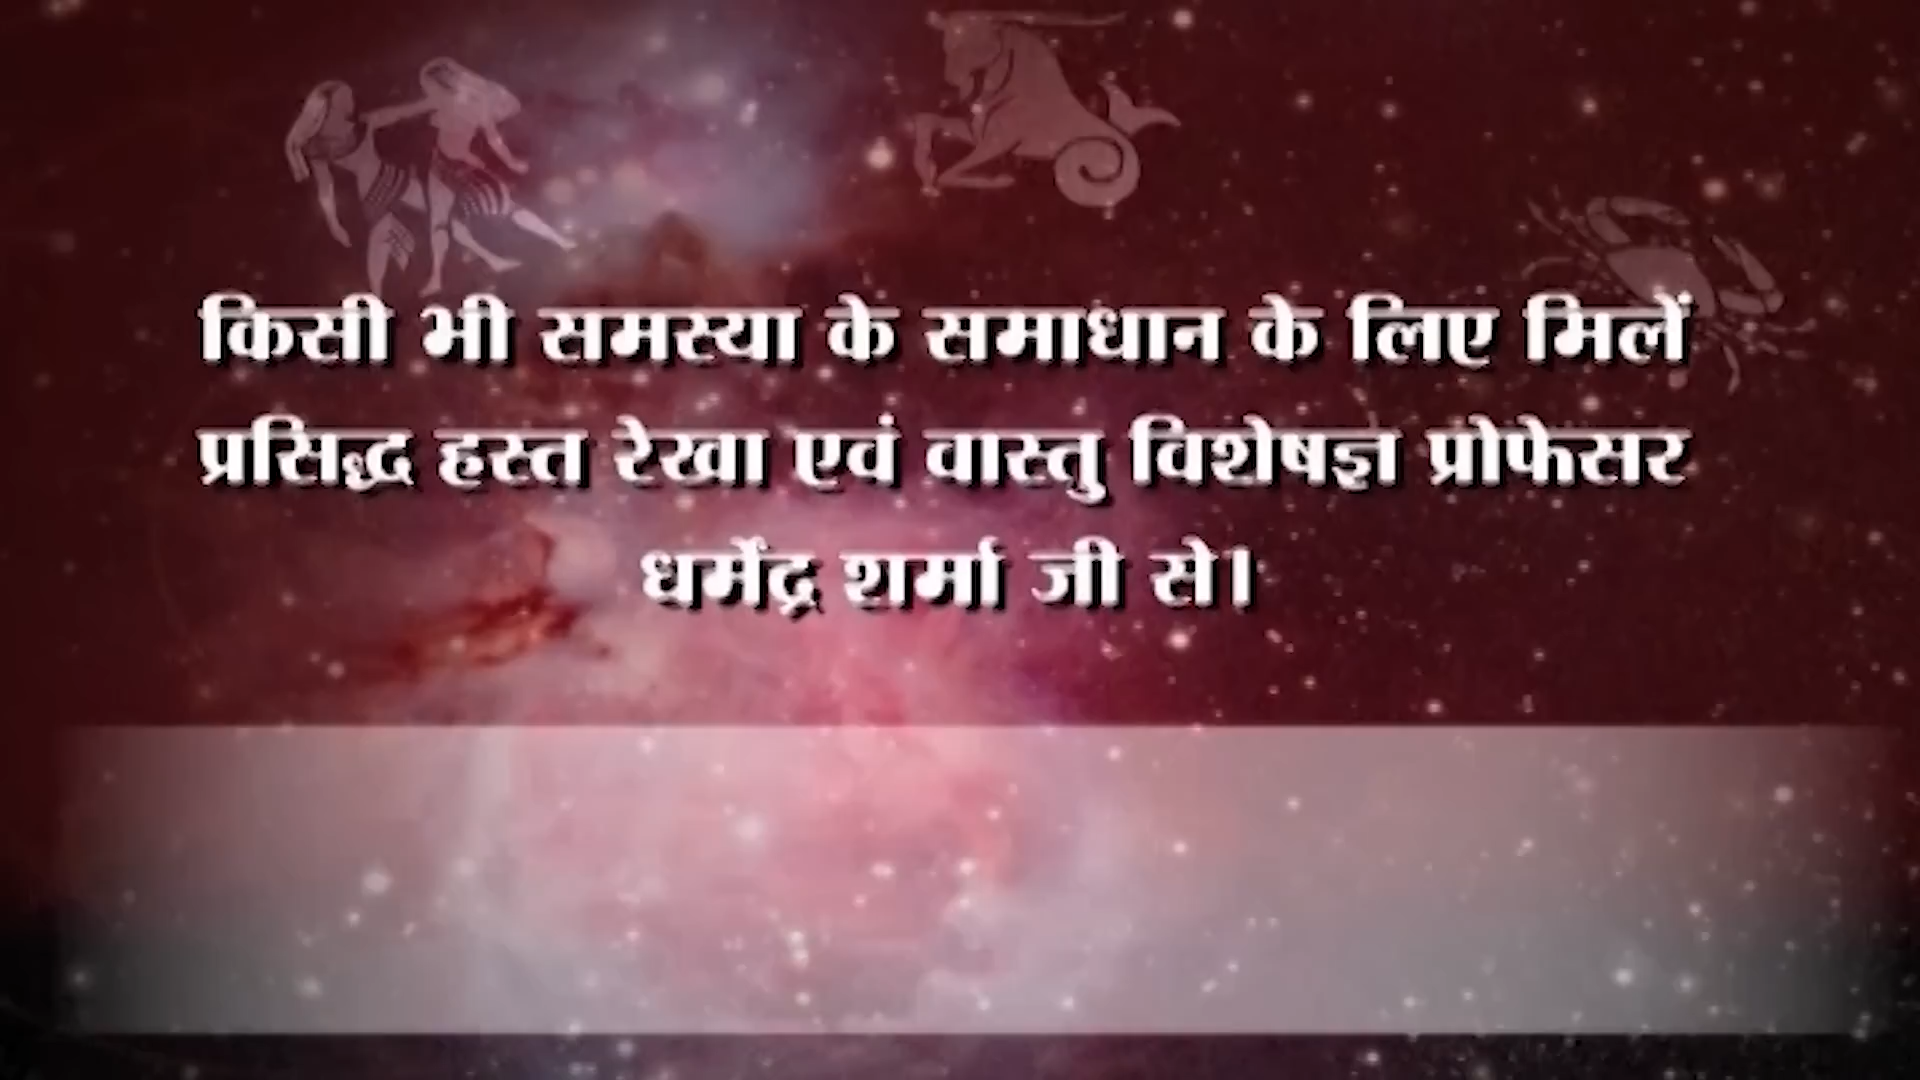 किसी भी समस्या के समाधान के लिए मिलें
प्रसिद्ध हस्त रेखा एवं वास्तु विशेषज्ञ प्रोफेसर
धर्मेंद्र शर्मा जी से।